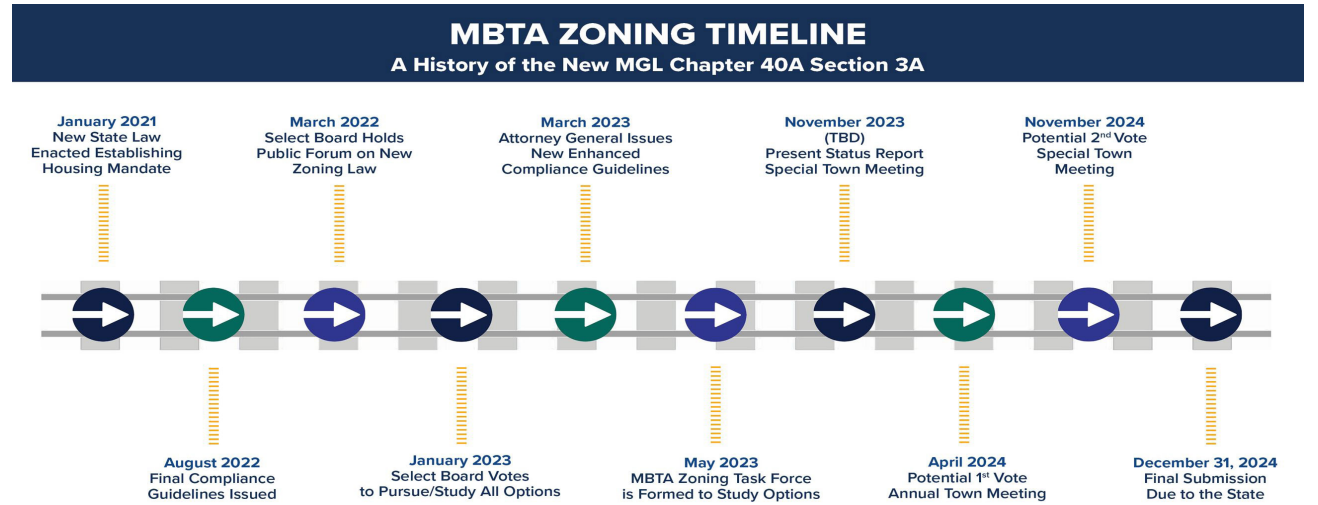 MBTA ZONING TIMELINE
A History of the New MGL Chapter 40A Section 3A
January 2021
New State Law
Enacted Establishing
Housing Mandate
March 2022
Select Board Holds
Public Forum on New
Zoning Law
March 2023
Attorney General Issues
New Enhanced
Compliance Guidelines
November 2023
(TBD)
Present Status Report
Special Town Meeting
November 2024
Potential 2nd Vote
Special Town
Meeting
August 2022
Final Compliance
Guidelines Issued
January 2023
Select Board Votes
to Pursue/Study All Options
May 2023
MBTA Zoning Task Force
is Formed to Study Options
April 2024
Potential 1st Vote
Annual Town Meeting
December 31, 2024
Final Submission
Due to the State